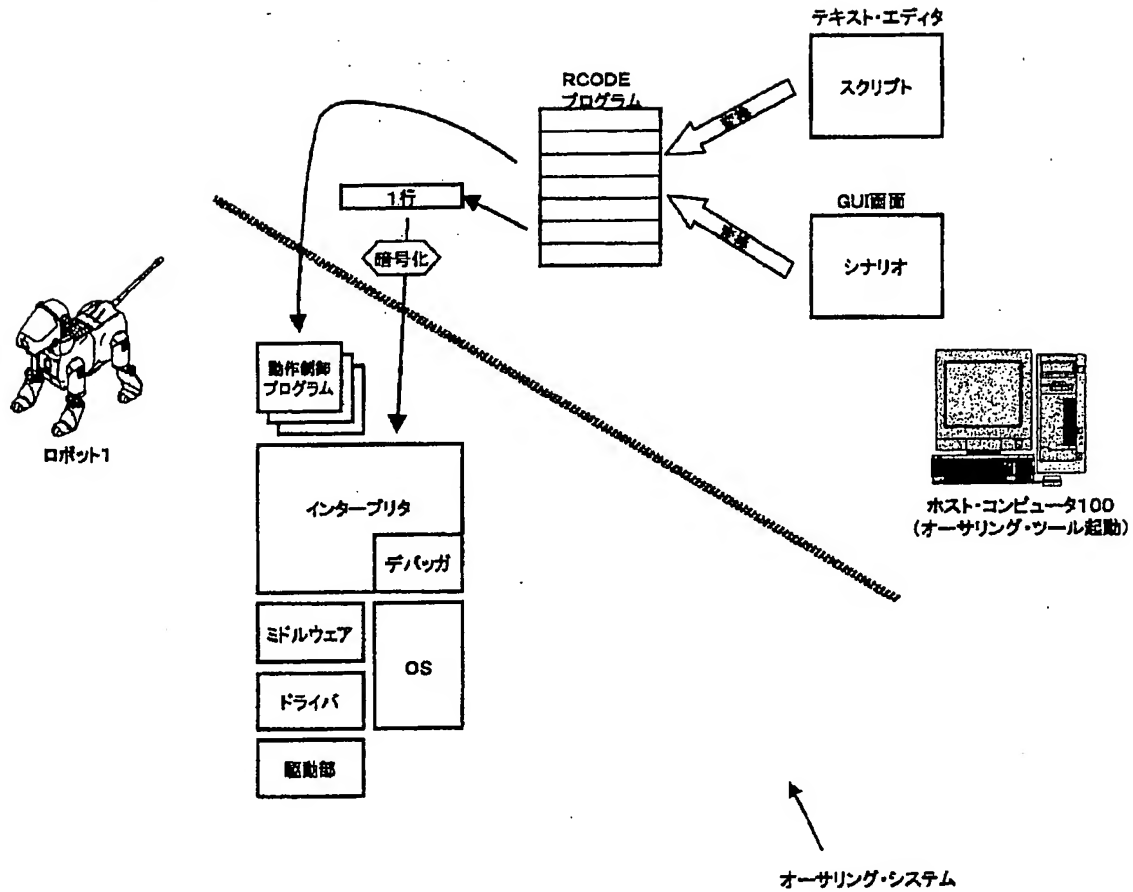 テキスト・エディタ
スクリプト
RCODE
プログラム
変換
1行
GUI画面
変換
シナリオ
暗号化
動作制御
プログラム
ロボット1
インタープリタ
デバッガ
ホスト・コンピュータ100
(オーサリング・ツール起動)
ミドルウェア
OS
ドライバ
駆動部
オーサリング・システム